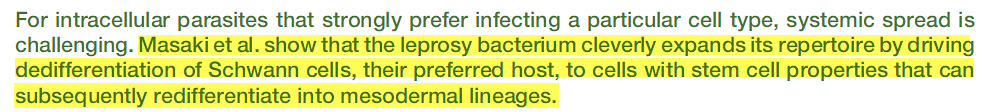 For intracellular parasites that strongly prefer infecting a particular cell type, systemic spread is
challenging. Masaki et al. show that the leprosy bacterium cleverly expands its repertoire by driving
dedifferentiation of Schwann cells, their preferred host, to cells with stem cell properties that can
subsequently redifferentiate into mesodermal lineages.